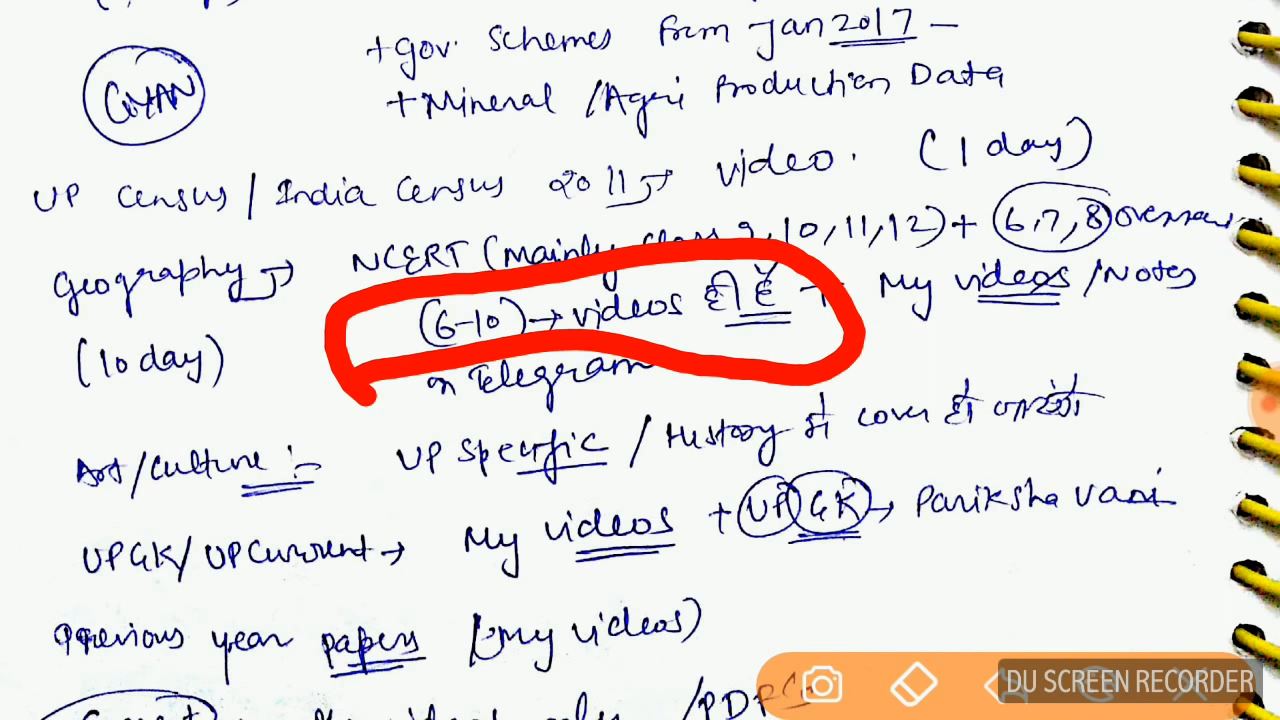 + Gov. Schemes from Jan 2017 –
GYAN
+ Mineral / Agri Production Data
UP Census / India Census 2011 → video. (1 day)
Geography → NCERT (Mainly Class 9,10,11,12) + (6,7,8)
(6-10) → videos दी हैं + My videos / Notes
(10 day)
on Telegram
Art/Culture :- UP Specific / History में cover हो जायेगा
UPGK/UPCurrent → My videos + UP GK → Pariksha Vani
Previous year papers (My videos)
/PDF
DU SCREEN RECORDER